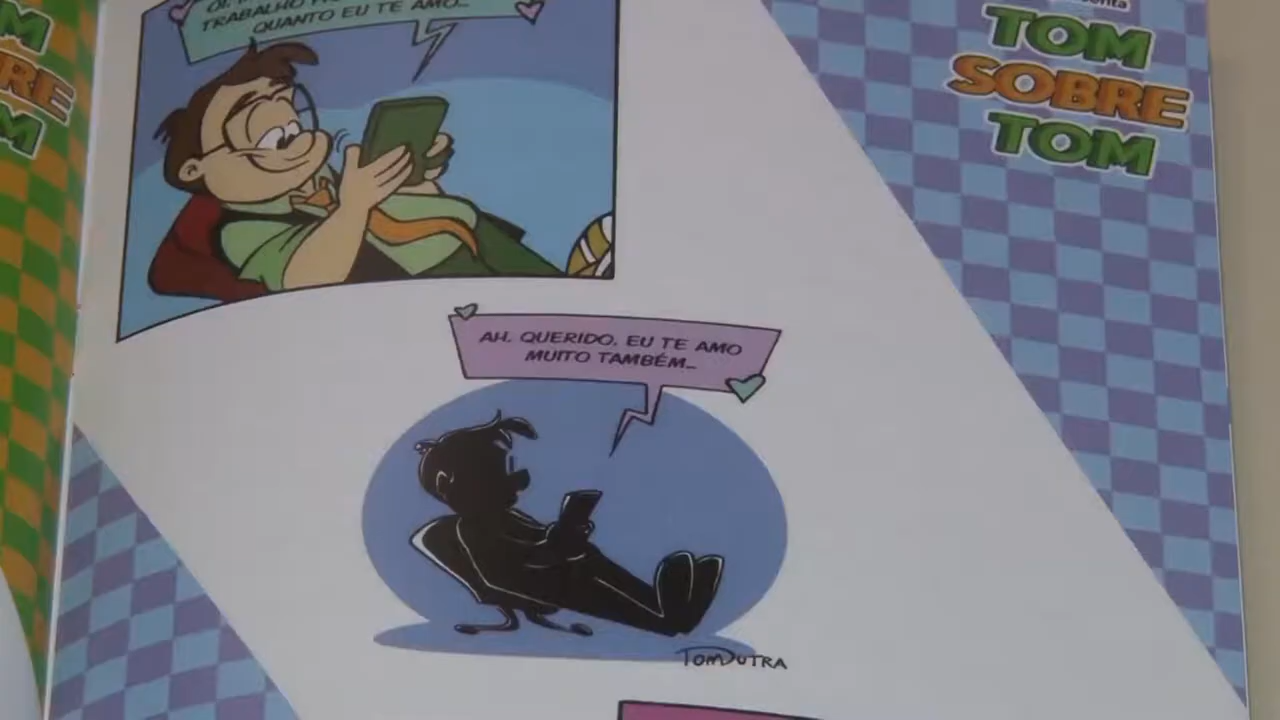 TRABALHO
QUANTO EU TE AMO...
TOM
SOBRE
TOM
AH, QUERIDO, EU TE AMO
MUITO TAMBÉM...
TOMDUTRA